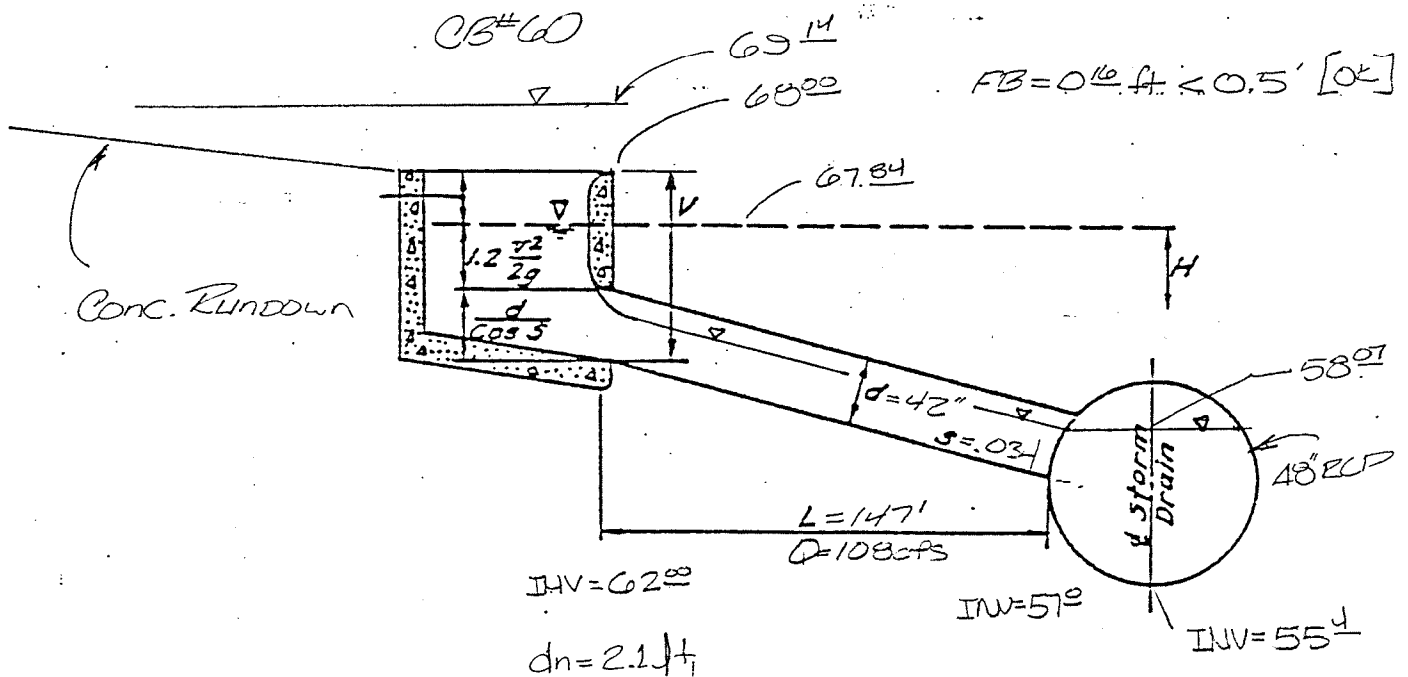 CB#60
69.14
68.00
FB=0.16 ft < 0.5' [OK]
67.84
V
H
1.2 v²/2g
Conc. Rundown
d/Cos S
58.07
d=42"
S=.034
48" RCP
℄ Storm Drain
L=147'
Q=108cfs
INV=62.00
INV=57.0
INV=55.4
dn=2.1 ft